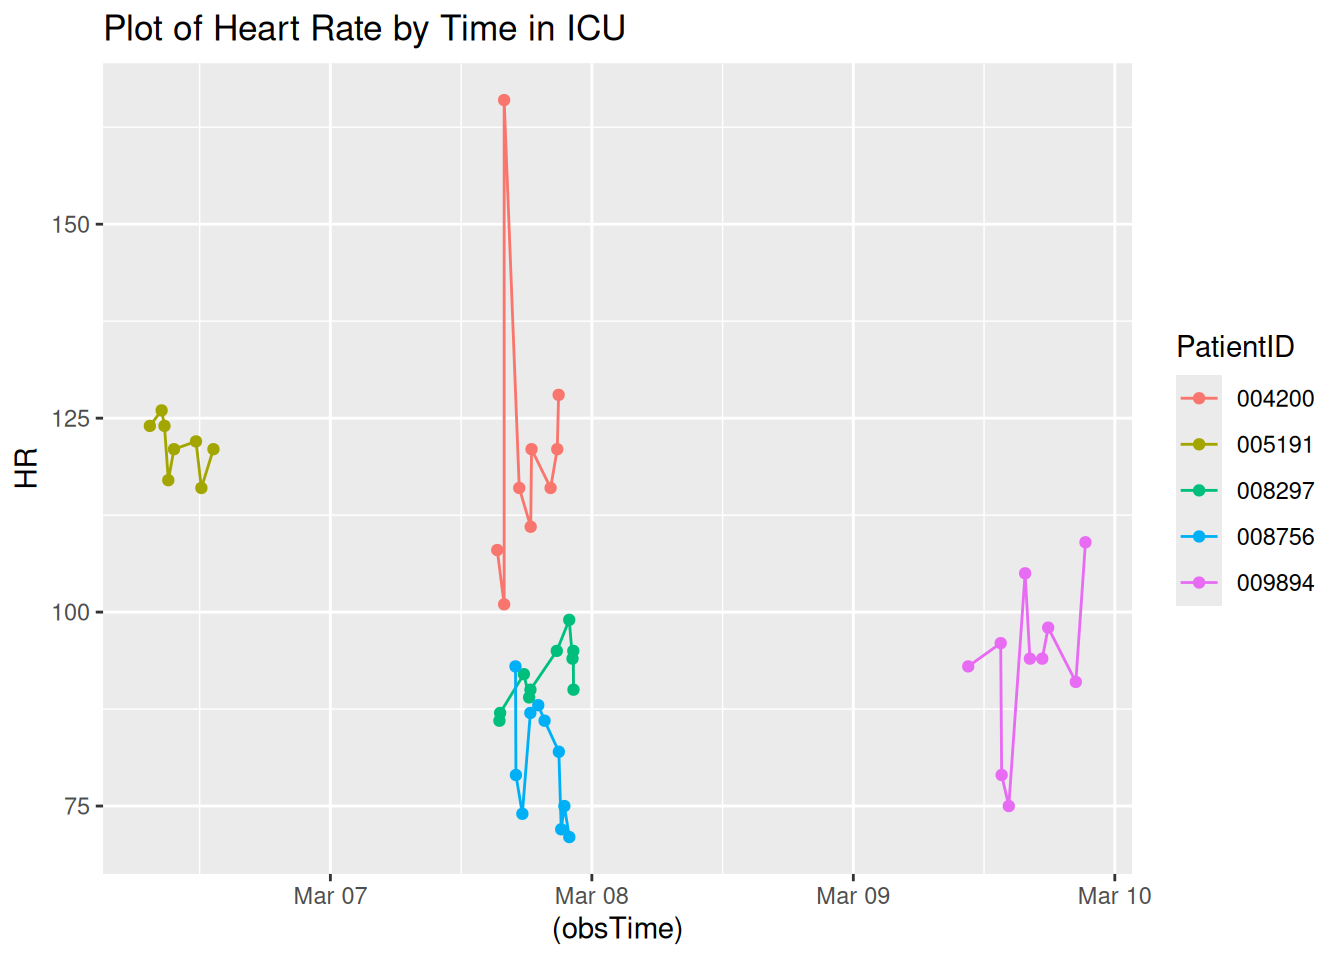 Plot of Heart Rate by Time in ICU
150
125
100
75
HR
Mar 07
Mar 08
Mar 09
Mar 10
(obsTime)
PatientID
004200
005191
008297
008756
009894